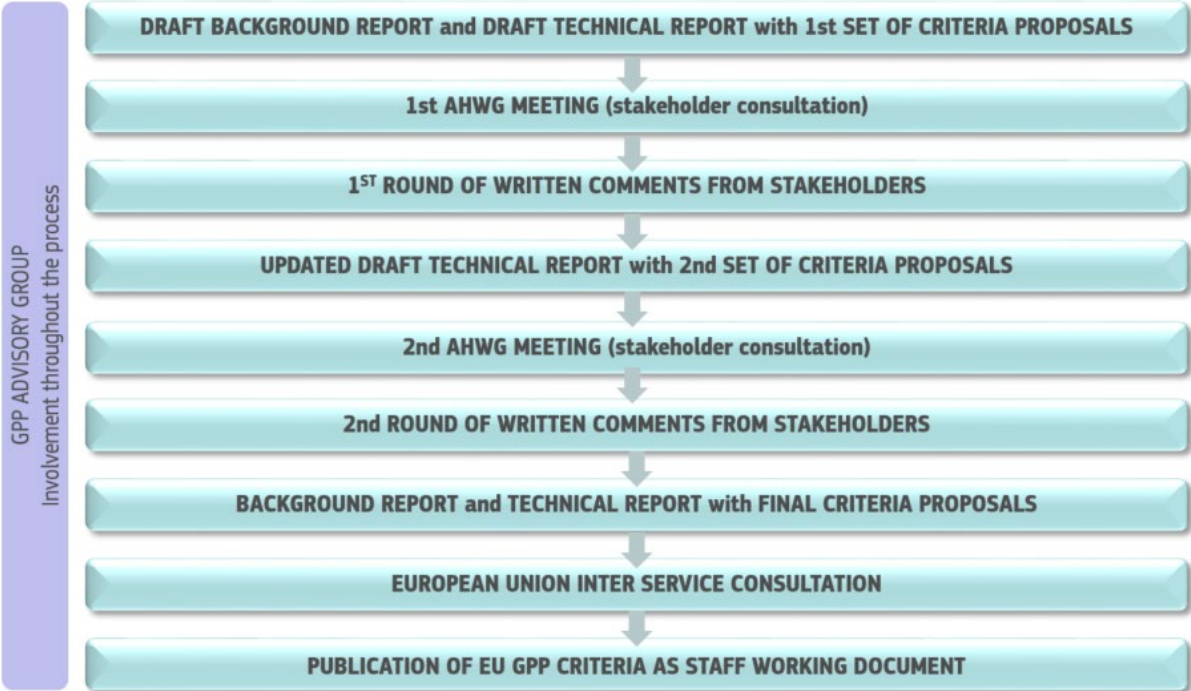 GPP ADVISORY GROUP
Involvement throughout the process
DRAFT BACKGROUND REPORT and DRAFT TECHNICAL REPORT with 1st SET OF CRITERIA PROPOSALS
1st AHWG MEETING (stakeholder consultation)
1ST ROUND OF WRITTEN COMMENTS FROM STAKEHOLDERS
UPDATED DRAFT TECHNICAL REPORT with 2nd SET OF CRITERIA PROPOSALS
2nd AHWG MEETING (stakeholder consultation)
2nd ROUND OF WRITTEN COMMENTS FROM STAKEHOLDERS
BACKGROUND REPORT and TECHNICAL REPORT with FINAL CRITERIA PROPOSALS
EUROPEAN UNION INTER SERVICE CONSULTATION
PUBLICATION OF EU GPP CRITERIA AS STAFF WORKING DOCUMENT